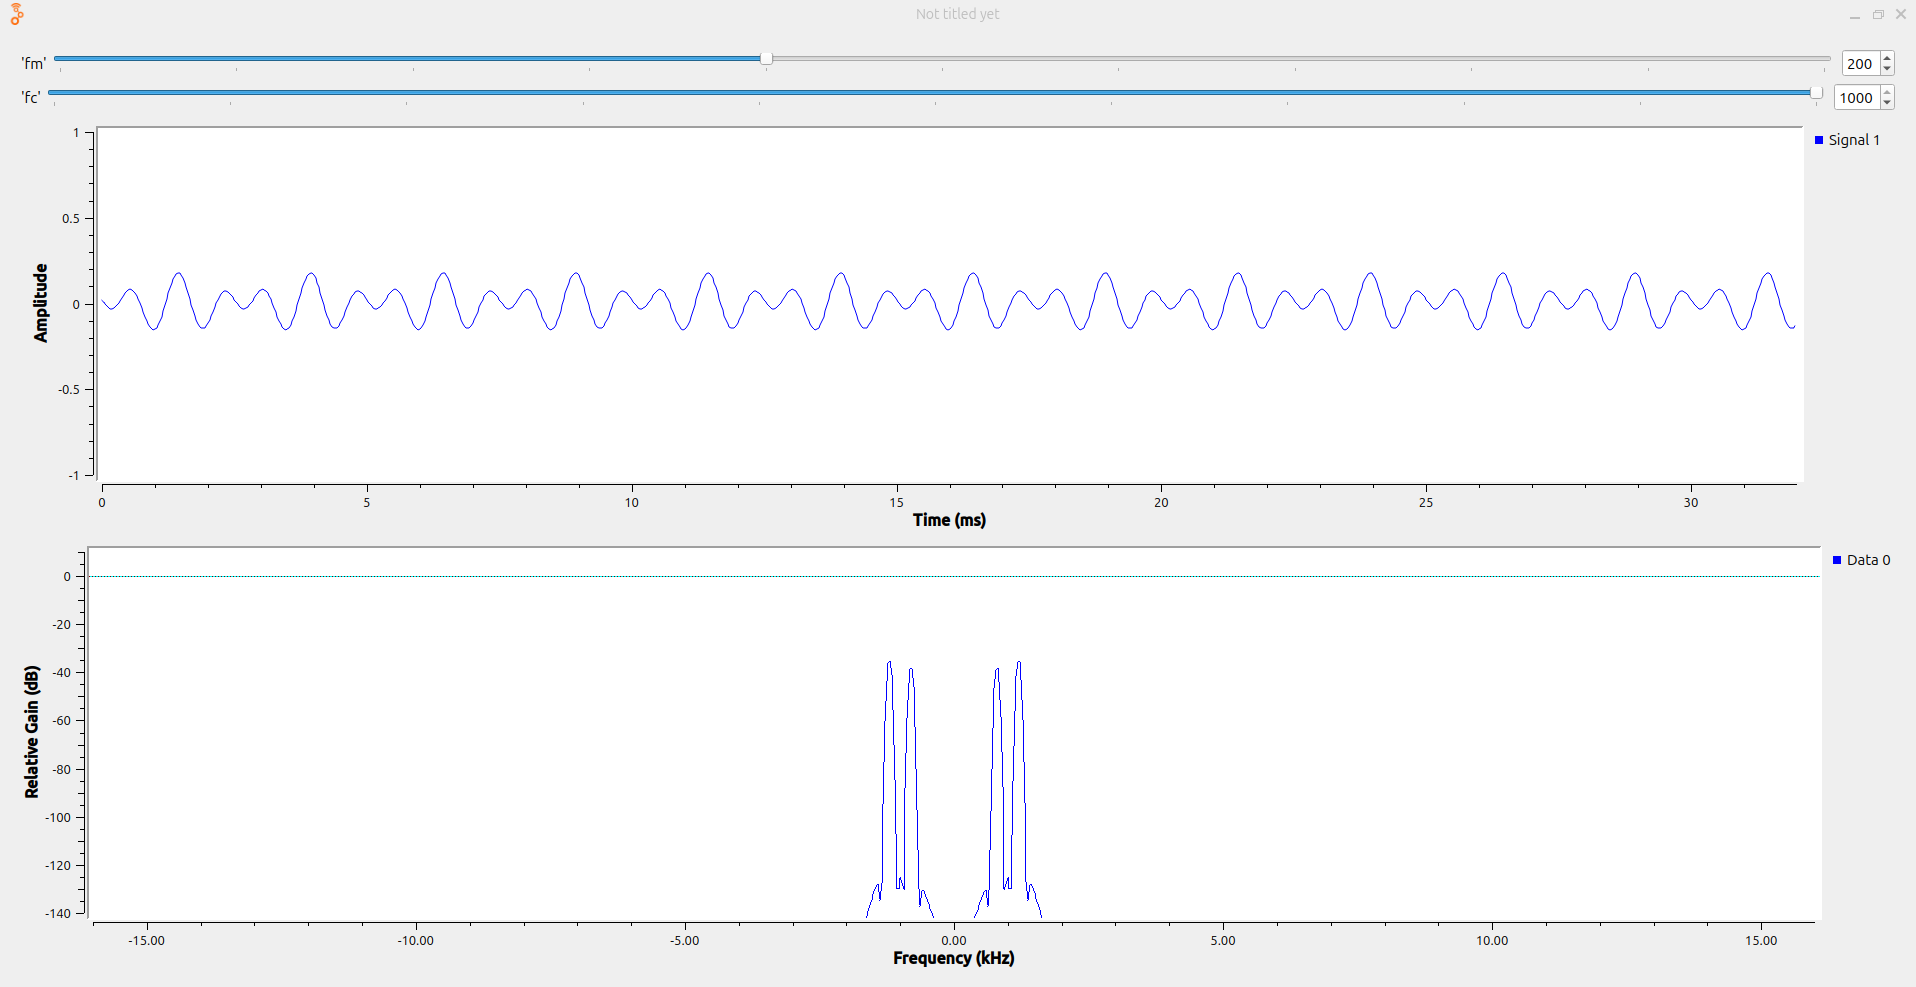 Not titled yet
'fm' 200
'fc' 1000
Signal 1
1
0.5
0
-0.5
-1
Amplitude
0 5 10 15 20 25 30
Time (ms)
Data 0
0
-20
-40
-60
-80
-100
-120
-140
Relative Gain (dB)
-15.00 -10.00 -5.00 0.00 5.00 10.00 15.00
Frequency (kHz)